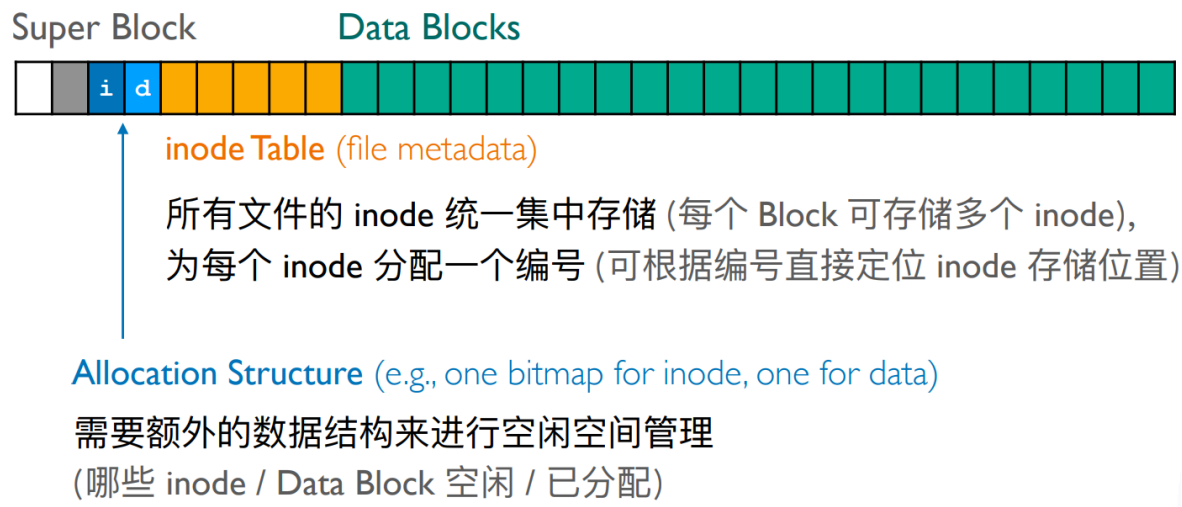 Super Block
Data Blocks
i d
inode Table (file metadata)
所有文件的 inode 统一集中存储 (每个 Block 可存储多个 inode),
为每个 inode 分配一个编号 (可根据编号直接定位 inode 存储位置)
Allocation Structure (e.g., one bitmap for inode, one for data)
需要额外的数据结构来进行空闲空间管理
(哪些 inode / Data Block 空闲 / 已分配)